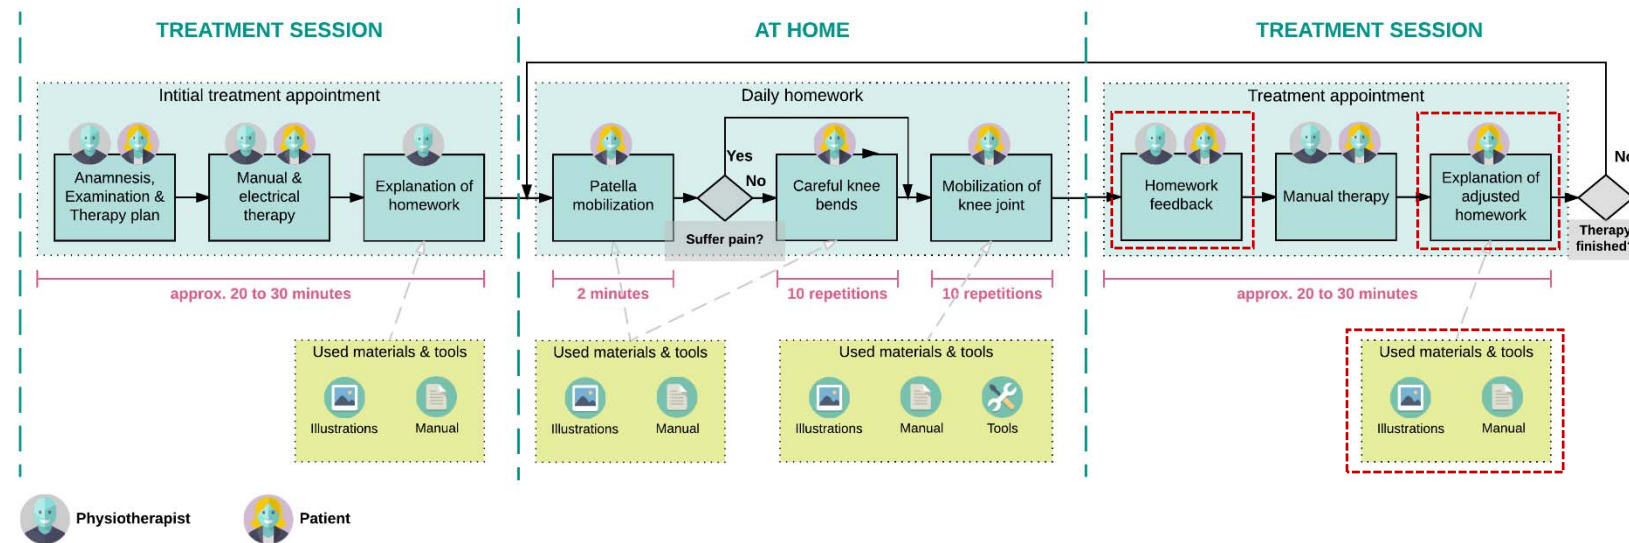 TREATMENT SESSION
AT HOME
TREATMENT SESSION
Intitial treatment appointment
Daily homework
Treatment appointment
Anamnesis,
Examination &
Therapy plan
Manual &
electrical
therapy
Explanation of
homework
Patella
mobilization
Yes
No
Suffer pain?
Careful knee
bends
Mobilization of
knee joint
Homework
feedback
Manual therapy
Explanation of
adjusted
homework
No
Therapy
finished?
approx. 20 to 30 minutes
2 minutes
10 repetitions
10 repetitions
approx. 20 to 30 minutes
Used materials & tools
Illustrations
Manual
Used materials & tools
Illustrations
Manual
Used materials & tools
Illustrations
Manual
Tools
Used materials & tools
Illustrations
Manual
Physiotherapist
Patient